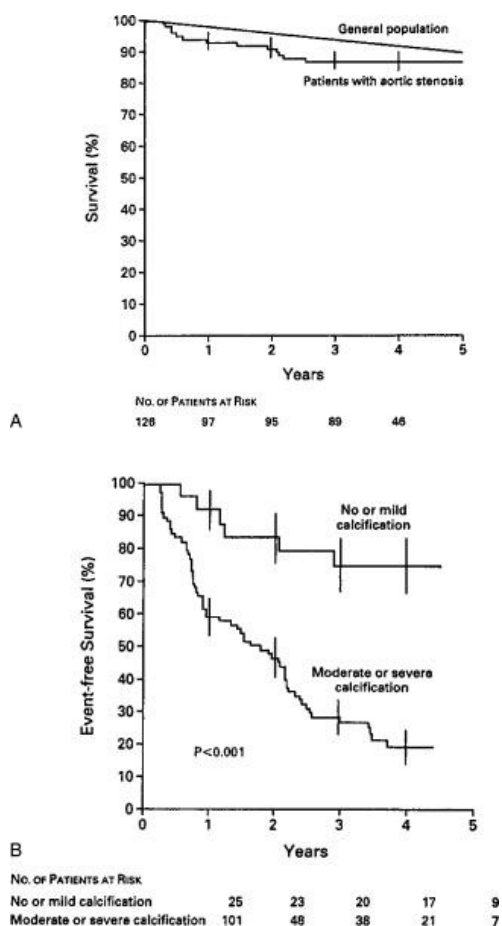 100
90
80
70
60
50
40
30
20
10
0
Survival (%)
General population
Patients with aortic stenosis
0 1 2 3 4 5
Years
No. of Patients at Risk
126 97 95 89 46
A
100
90
80
70
60
50
40
30
20
10
0
Event-free Survival (%)
No or mild
calcification
Moderate or severe
calcification
P<0.001
0 1 2 3 4 5
Years
B
No. of Patients at Risk
No or mild calcification 25 23 20 17 9
Moderate or severe calcification 101 48 38 21 7